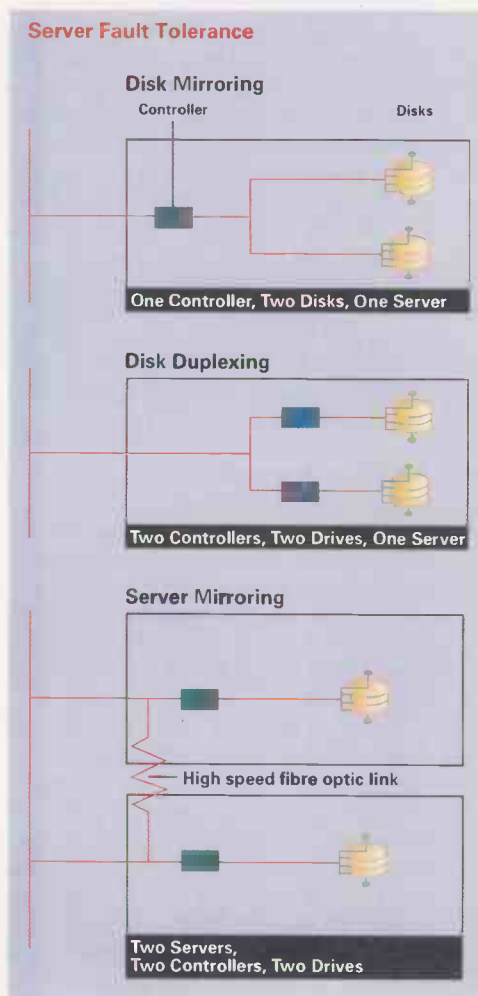 Server Fault Tolerance
Disk Mirroring
Controller
Disks
One Controller, Two Disks, One Server
Disk Duplexing
Two Controllers, Two Drives, One Server
Server Mirroring
High speed fibre optic link
Two Servers,
Two Controllers, Two Drives